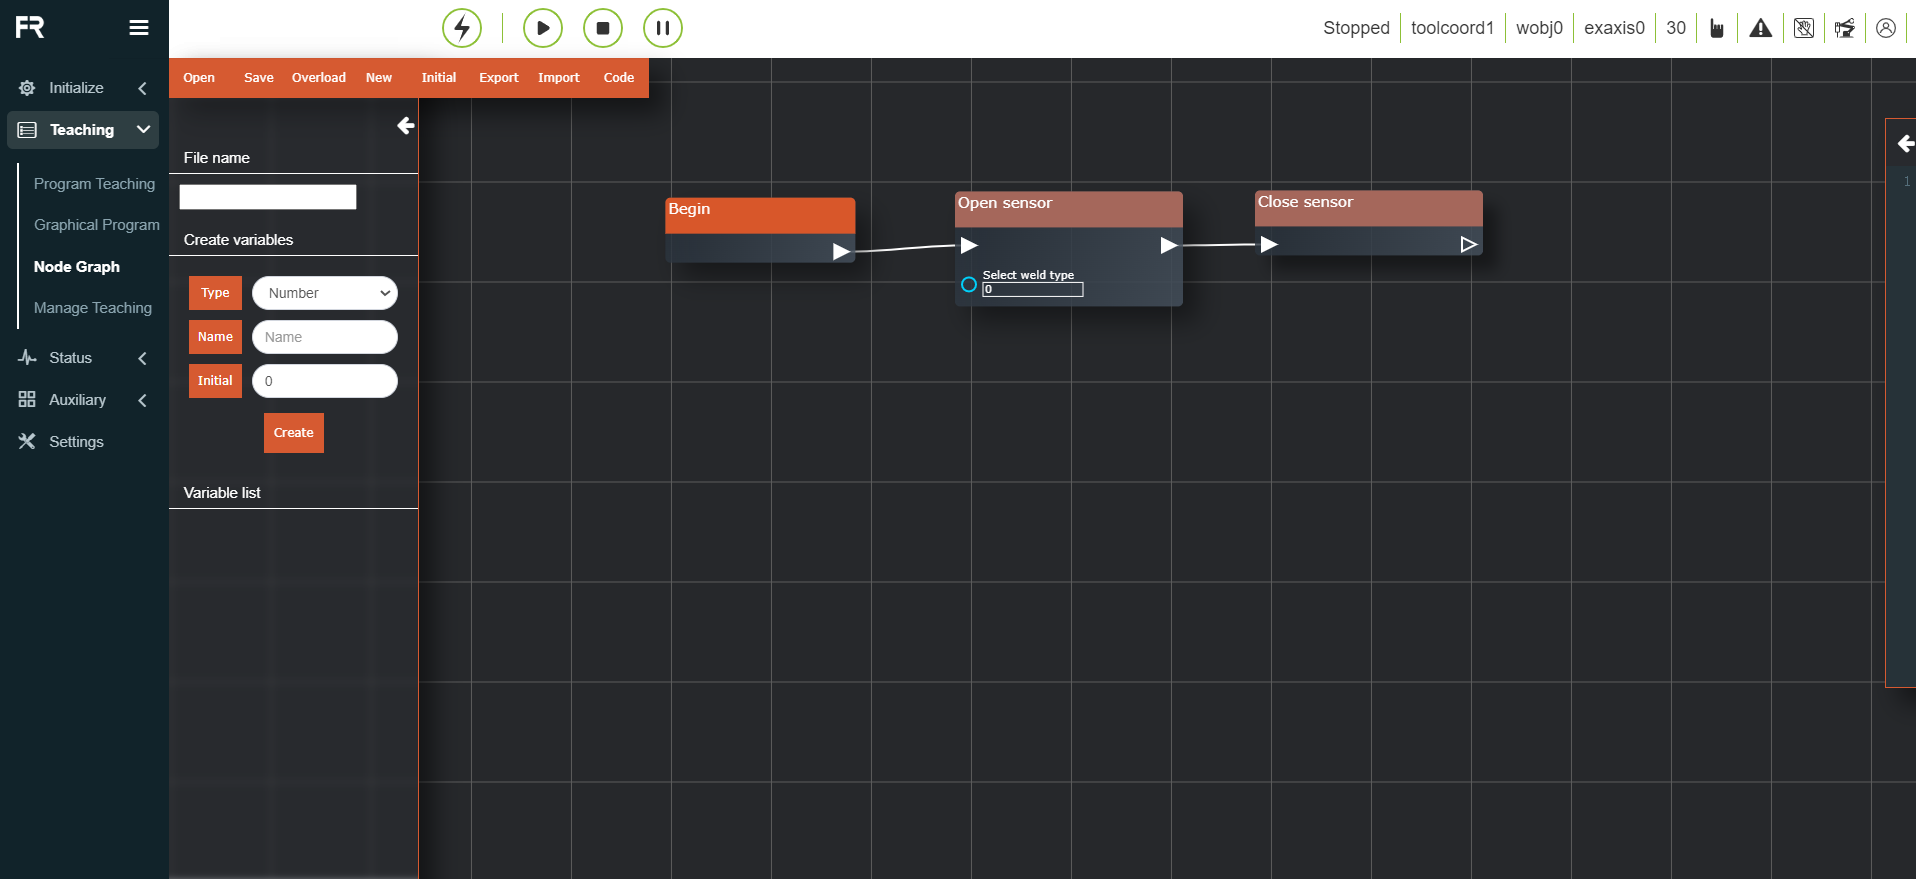 FR
Stopped
toolcoord1
wobj0
exaxis0
30
Open Save Overload New Initial Export Import Code
Initialize
Teaching
Program Teaching
Graphical Program
Node Graph
Manage Teaching
Status
Auxiliary
Settings
File name
Create variables
Type Number
Name Name
Initial 0
Create
Variable list
Begin
Open sensor
Select weld type
0
Close sensor
1